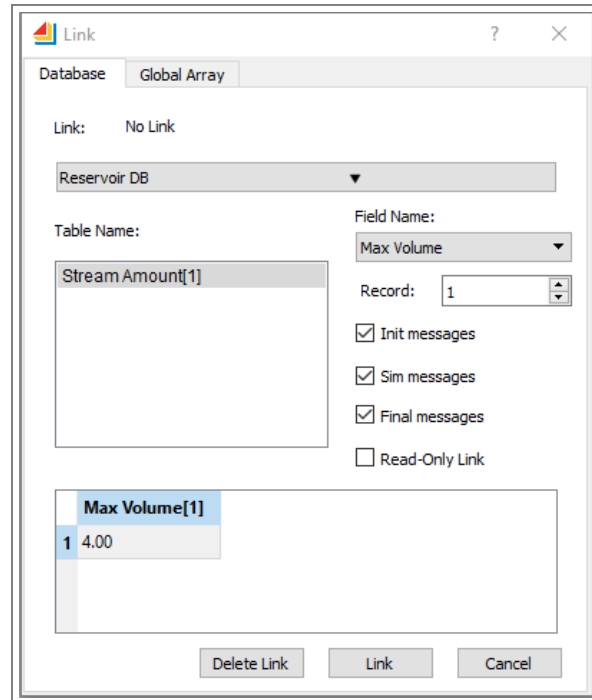 Link
Database Global Array
Link: No Link
Reservoir DB
Table Name:
Stream Amount[1]
Field Name:
Max Volume
Record: 1
Init messages
Sim messages
Final messages
Read-Only Link
Max Volume[1]
1 4.00
Delete Link Link Cancel